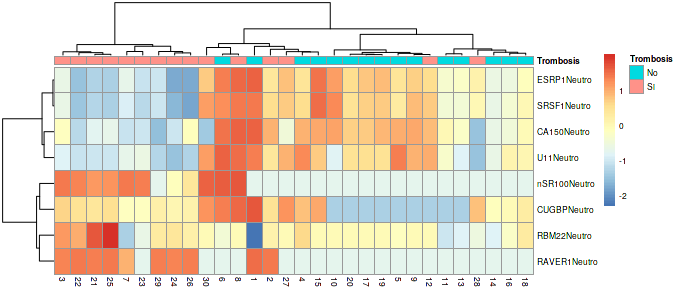 Trombosis
Trombosis
No
SI
ESRP1Neutro
SRSF1Neutro
CA150Neutro
U11Neutro
nSR100Neutro
CUGBPNeutro
RBM22Neutro
RAVER1Neutro
1
0
-1
-2
3 22 21 25 7 23 29 24 26 30 6 8 1 2 27 4 15 10 20 17 19 5 9 12 11 13 28 14 16 18